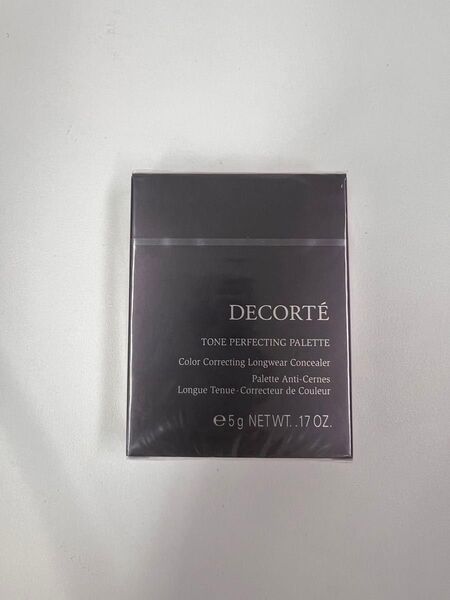 DECORTÉ
TONE PERFECTING PALETTE
Color Correcting Longwear Concealer
Palette Anti-Cernes
Longue Tenue-Correcteur de Couleur
℮5g NET WT. .17 OZ.